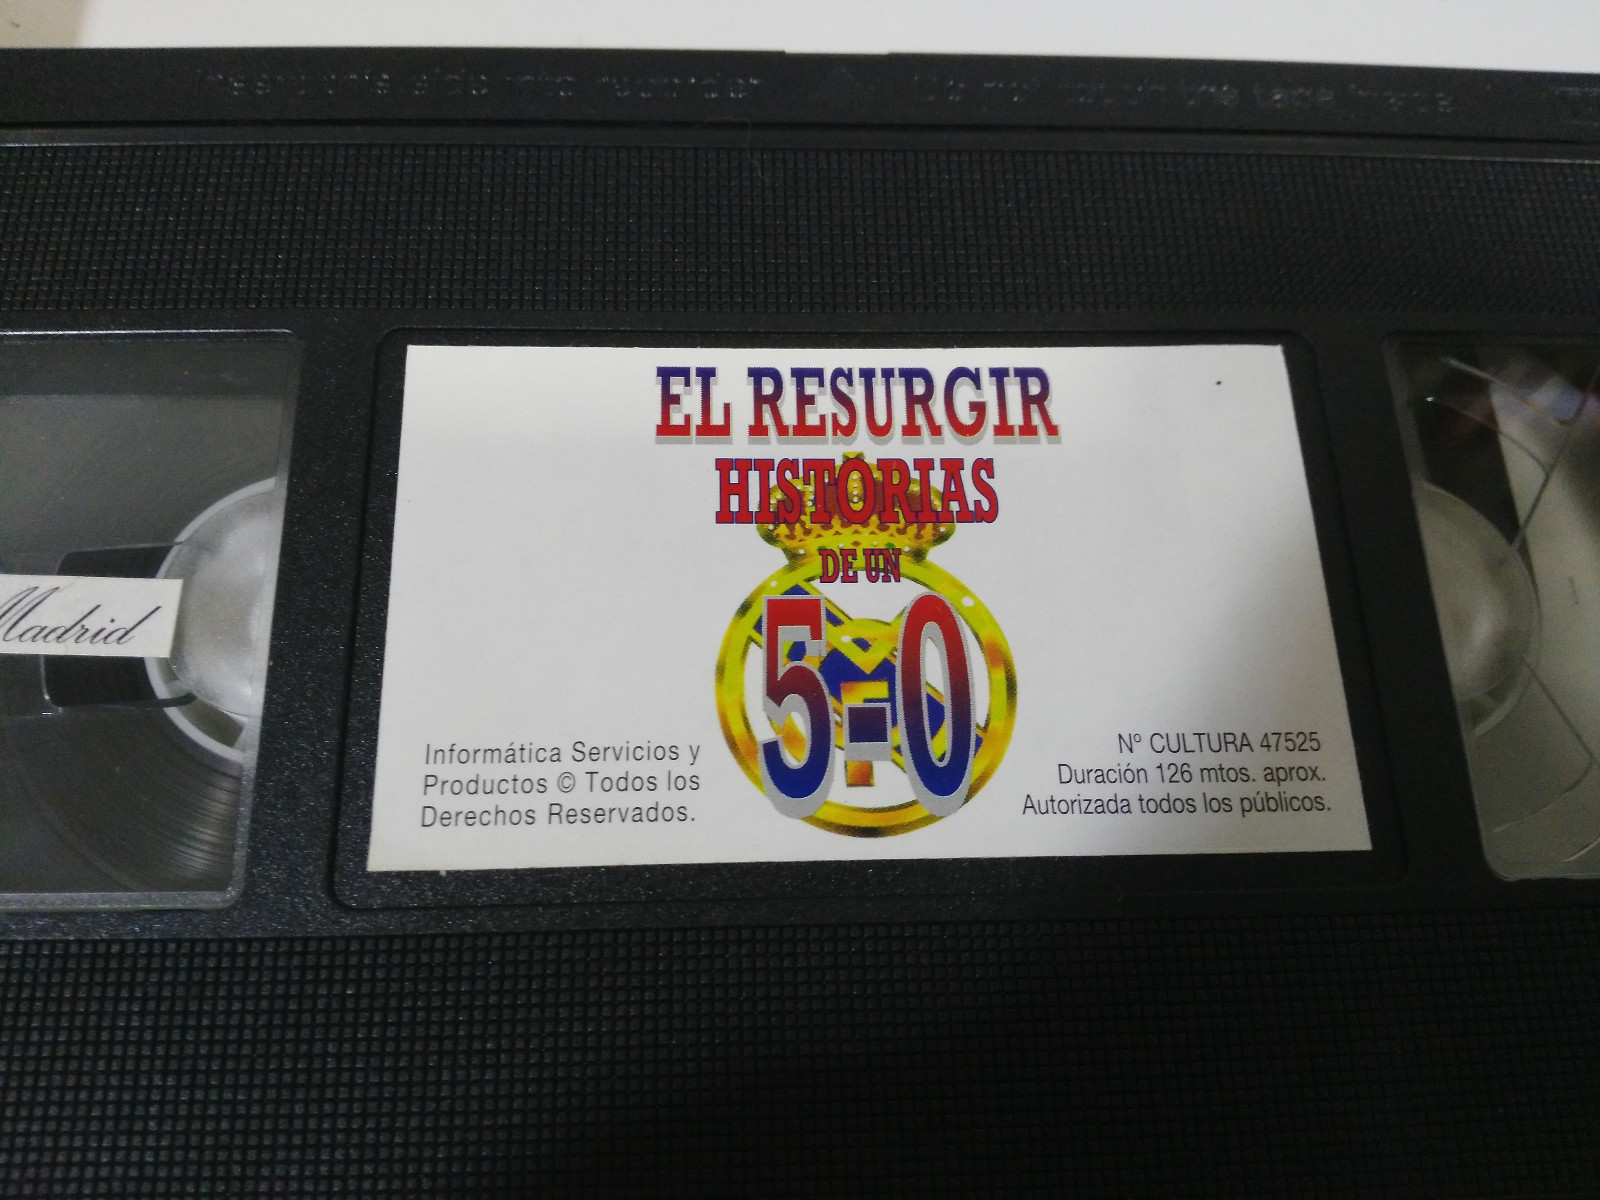 EL RESURGIR
HISTORIAS
DE UN
5-0
Madrid
Informática Servicios y
Productos © Todos los
Derechos Reservados.
Nº CULTURA 47525
Duración 126 mtos. aprox.
Autorizada todos los públicos.